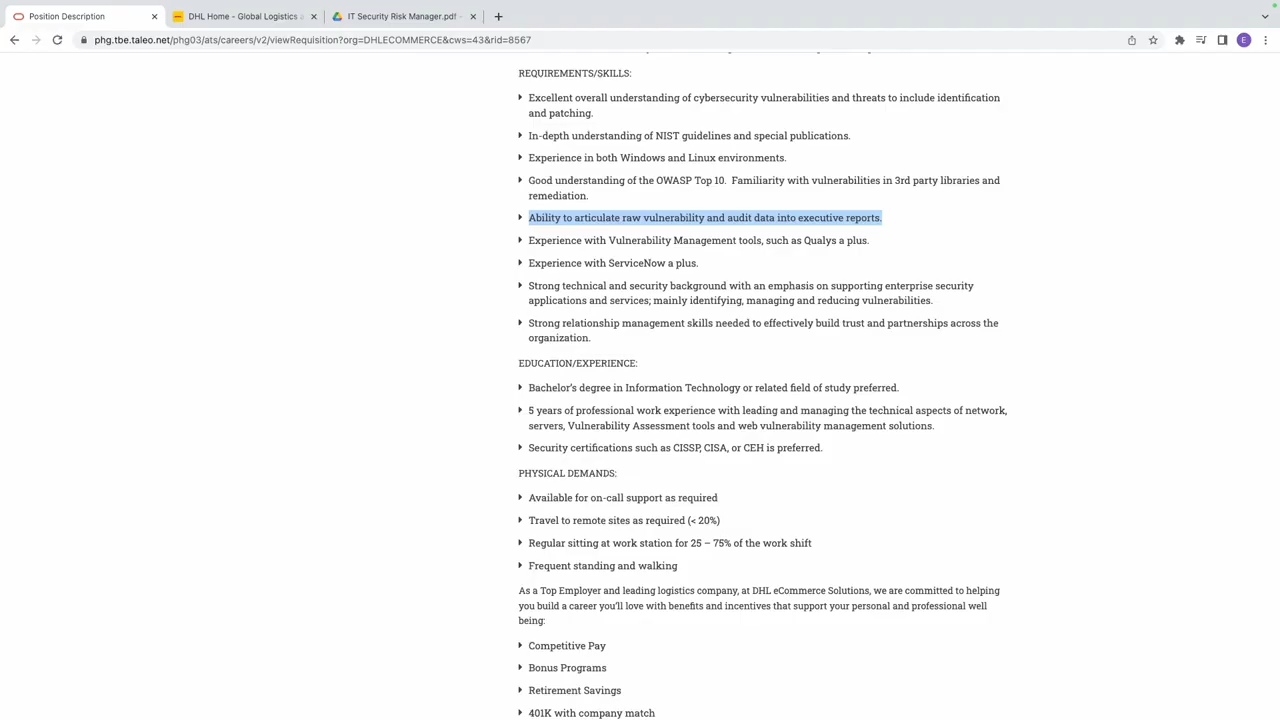 Position Description
DHL Home - Global Logistics a
IT Security Risk Manager.pdf -
phg.tbe.taleo.net/phg03/ats/careers/v2/viewRequisition?org=DHLECOMMERCE&cws=43&rid=8567
E
REQUIREMENTS/SKILLS:
Excellent overall understanding of cybersecurity vulnerabilities and threats to include identification
and patching.
In-depth understanding of NIST guidelines and special publications.
Experience in both Windows and Linux environments.
Good understanding of the OWASP Top 10.  Familiarity with vulnerabilities in 3rd party libraries and
remediation.
Ability to articulate raw vulnerability and audit data into executive reports.
Experience with Vulnerability Management tools, such as Qualys a plus.
Experience with ServiceNow a plus.
Strong technical and security background with an emphasis on supporting enterprise security
applications and services; mainly identifying, managing and reducing vulnerabilities.
Strong relationship management skills needed to effectively build trust and partnerships across the
organization.
EDUCATION/EXPERIENCE:
Bachelor’s degree in Information Technology or related field of study preferred.
5 years of professional work experience with leading and managing the technical aspects of network,
servers, Vulnerability Assessment tools and web vulnerability management solutions.
Security certifications such as CISSP, CISA, or CEH is preferred.
PHYSICAL DEMANDS:
Available for on-call support as required
Travel to remote sites as required (< 20%)
Regular sitting at work station for 25 – 75% of the work shift
Frequent standing and walking
As a Top Employer and leading logistics company, at DHL eCommerce Solutions, we are committed to helping
you build a career you’ll love with benefits and incentives that support your personal and professional well
being:
Competitive Pay
Bonus Programs
Retirement Savings
401K with company match